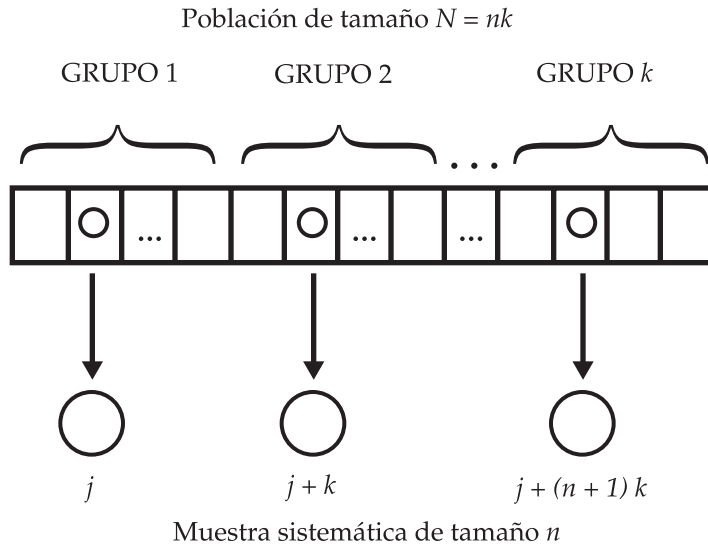 Población de tamaño N = nk
GRUPO 1 GRUPO 2 GRUPO k
...
... ... ...
j j + k j + (n + 1) k
Muestra sistemática de tamaño n